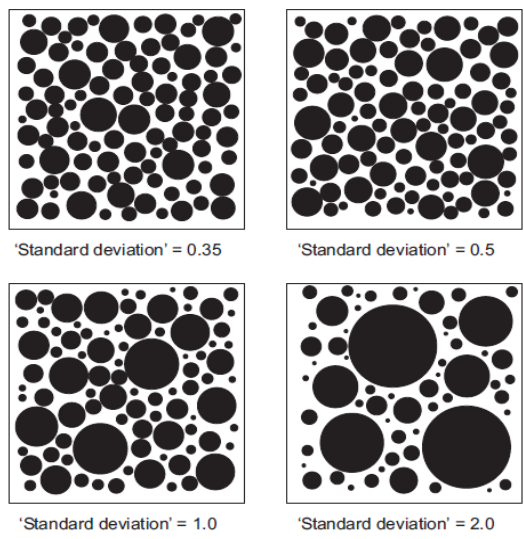 ‘Standard deviation’ = 0.35
‘Standard deviation’ = 0.5
‘Standard deviation’ = 1.0
‘Standard deviation’ = 2.0